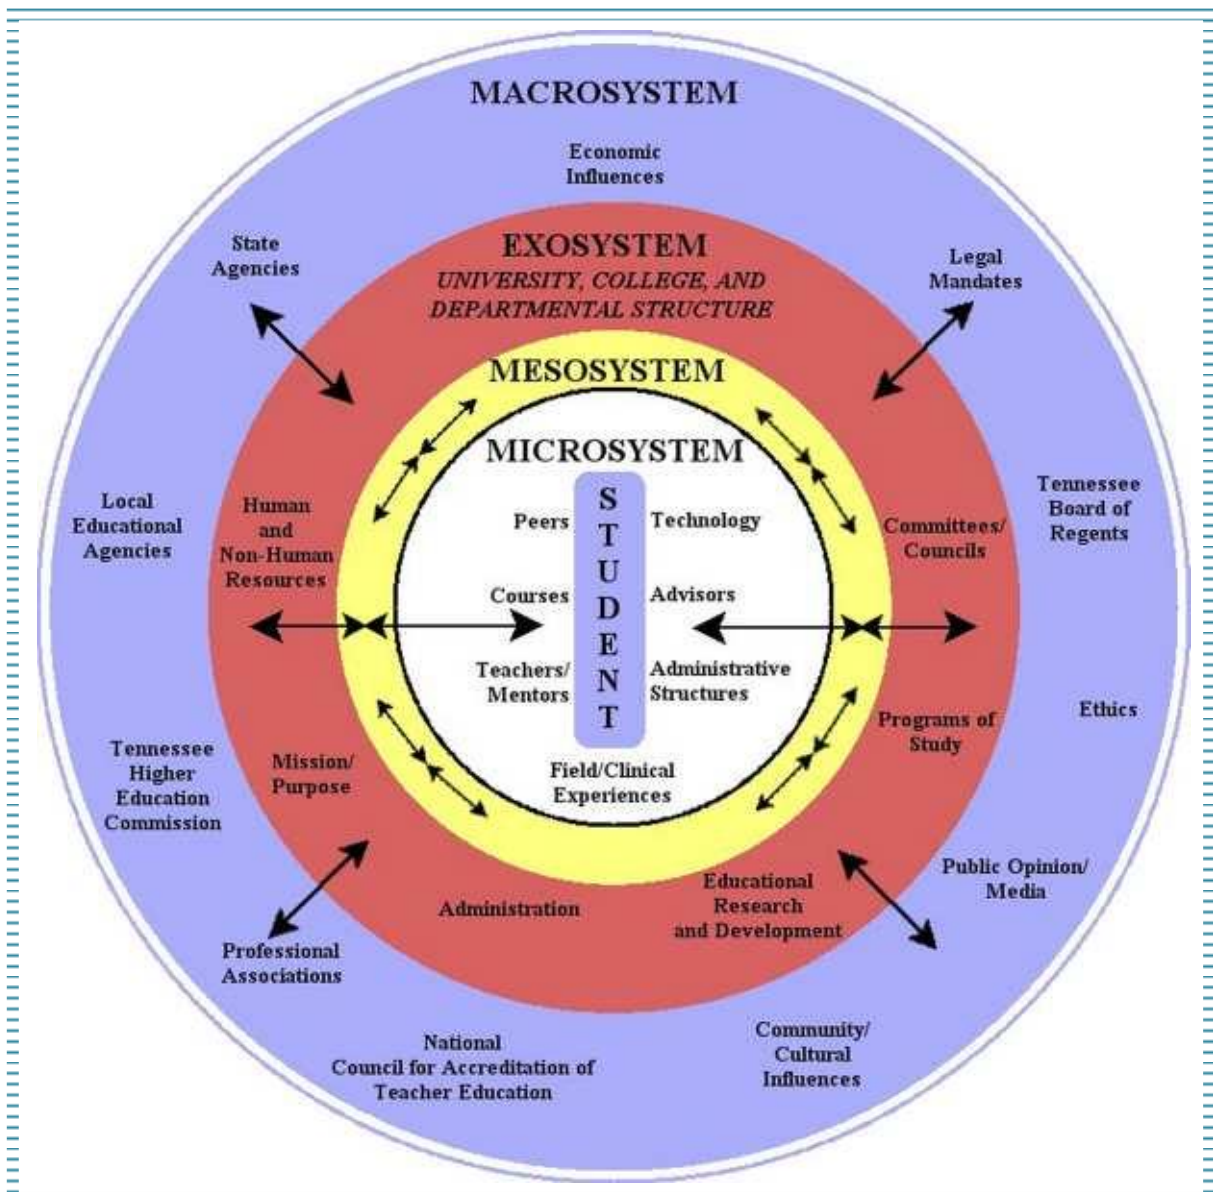 MACROSYSTEM
Economic
Influences
State
Agencies
Legal
Mandates
EXOSYSTEM
UNIVERSITY, COLLEGE, AND
DEPARTMENTAL STRUCTURE
MESOSYSTEM
MICROSYSTEM
STUDENT
Peers
Technology
Courses
Advisors
Teachers/
Mentors
Administrative
Structures
Field/Clinical
Experiences
Human
and
Non-Human
Resources
Committees/
Councils
Mission/
Purpose
Programs of
Study
Administration
Educational
Research
and Development
Local
Educational
Agencies
Tennessee
Board of
Regents
Tennessee
Higher
Education
Commission
Ethics
Public Opinion/
Media
Professional
Associations
National
Council for Accreditation of
Teacher Education
Community/
Cultural
Influences